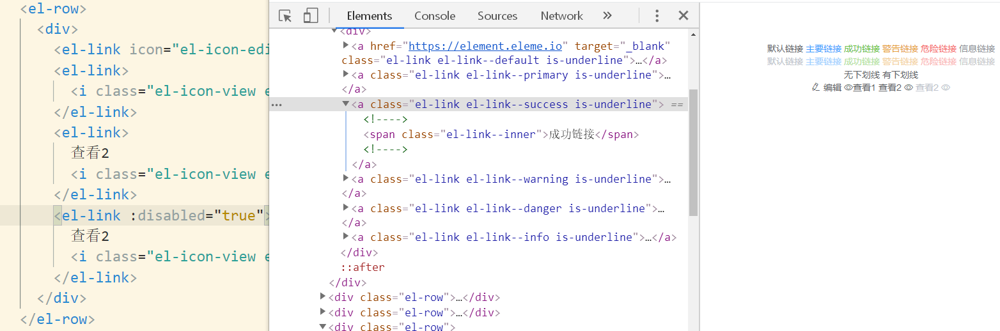 <el-row>
<div>
<el-link icon="el-icon-edi
<el-link>
<i class="el-icon-view e
</el-link>
<el-link>
查看2
<i class="el-icon-view e
</el-link>
<el-link :disabled="true">
查看2
<i class="el-icon-view e
</el-link>
</div>
</el-row>
Elements Console Sources Network »
<div>
<a href="https://element.eleme.io" target="_blank"
class="el-link el-link--default is-underline">…</a>
<a class="el-link el-link--primary is-underline">…
</a>
<a class="el-link el-link--success is-underline"> ==
<!---->
<span class="el-link--inner">成功链接</span>
<!---->
</a>
<a class="el-link el-link--warning is-underline">…
</a>
<a class="el-link el-link--danger is-underline">…
</a>
<a class="el-link el-link--info is-underline">…</a>
</div>
::after
</div>
<div class="el-row">…</div>
<div class="el-row">…</div>
<div class="el-row">
默认链接 主要链接 成功链接 警告链接 危险链接 信息链接
默认链接 主要链接 成功链接 警告链接 危险链接 信息链接
无下划线 有下划线
编辑 查看1 查看2 查看2